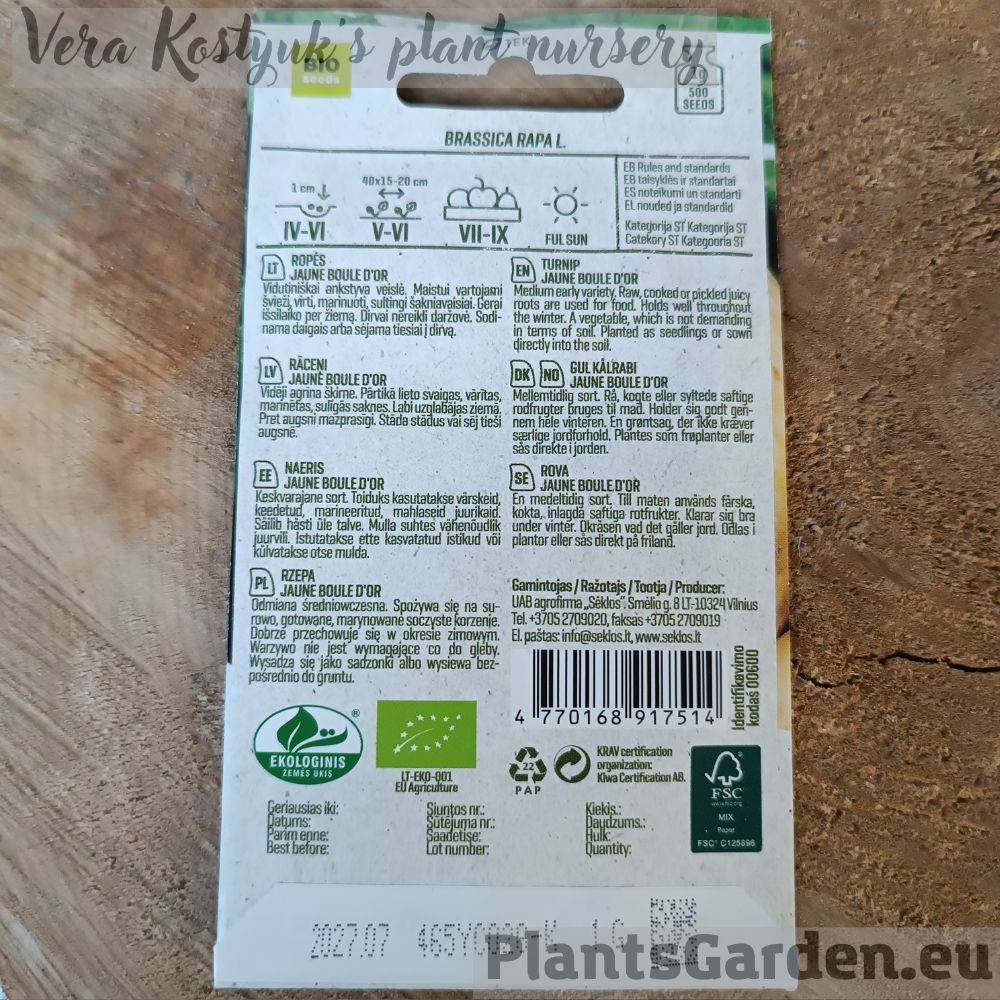 Vera Kostyuk's plant nursery
BIO
seeds
1 g
500
SEEDS
BRASSICA RAPA L.
1 cm
IV-VI
40x15-20 cm
V-VI
VII-IX
FUL SUN
EB Rules and standards
EB taisyklės ir standartai
ES noteikumi un standarti
EL nouded ja standardid
Kategorija ST Kategorija ST
Catekory ST Kategooria ST
LT
ROPĖS
JAUNE BOULE D'OR
Vidutiniškai ankstyva veislė. Maistui vartojami
švieži, virti, marinuoti, sultingi šakniavaisiai. Gerai
išsilaiko per žiemą. Dirvai nereikli daržovė. Sodi-
nama daigais arba sėjama tiesiai į dirvą.
EN
TURNIP
JAUNE BOULE D'OR
Medium early variety. Raw, cooked or pickled juicy
roots are used for food. Holds well throughout
the winter. A vegetable, which is not demanding
in terms of soil. Planted as seedlings or sown
directly into the soil.
LV
RĀCENI
JAUNE BOULE D'OR
Vidēji agrīna šķirne. Pārtikā lieto svaigas, vārītas,
marinētas, sulīgās saknes. Labi uzglabājas ziemā.
Pret augsni mazprasīgi. Stāda stādus vai sēj tieši
augsnē.
DK NO
GUL KÅLRABI
JAUNE BOULE D'OR
Mellemtidlig sort. Rå, kogte eller syltede saftige
rodfrugter bruges til mad. Holder sig godt gen-
nem hele vinteren. En grøntsag, der ikke kræver
særlige jordforhold. Plantes som frøplanter eller
sås direkte i jorden.
EE
NAERIS
JAUNE BOULE D'OR
Keskvarajane sort. Toiduks kasutatakse värskeid,
keedetud, marineeritud, mahlaseid juurikaid.
Säilib hästi üle talve. Mulla suhtes vähenõudlik
juurvili. Istutatakse ette kasvatatud istikud või
külvatakse otse mulda.
SE
ROVA
JAUNE BOULE D'OR
En medeltidig sort. Till maten används färska,
kokta, inlagda saftiga rotfrukter. Klarar sig bra
under vinter. Okräsen vad det gäller jord. Odlas i
plantor eller sås direkt på friland.
PL
RZEPA
JAUNE BOULE D'OR
Odmiana średniowczesna. Spożywa się na su-
rowo, gotowane, marynowane soczyste korzenie.
Dobrze przechowuje się w okresie zimowym.
Warzywo nie jest wymagające co do gleby.
Wysadza się jako sadzonki albo wysiewa bez-
pośrednio do gruntu.
Gamintojas / Ražotajs / Tootja / Producer:
UAB agrofirma „Sėklos". Smėlio g. 8 LT-10324 Vilnius
Tel. +3705 2709020, faksas +3705 2709019
El. paštas: info@seklos.lt, www.seklos.lt
4 770168 917514
Identifikavimo
kodas 00600
EKOLOGINIS
ŽEMĖS ŪKIS
®
LT-EKO-001
EU Agriculture
22
PAP
KRAV certification
organization:
Kiwa Certification AB.
FSC
www.fsc.org
MIX
Paper
FSC® C125898
Geriausias iki:
Datums:
Parim enne:
Best before:
Siuntos nr.:
Sūtējuma nr.:
Saadetise:
Lot number:
Kiekis.:
Daudzums.:
Hulk:
Quantity:
2027.07
PlantsGarden.eu